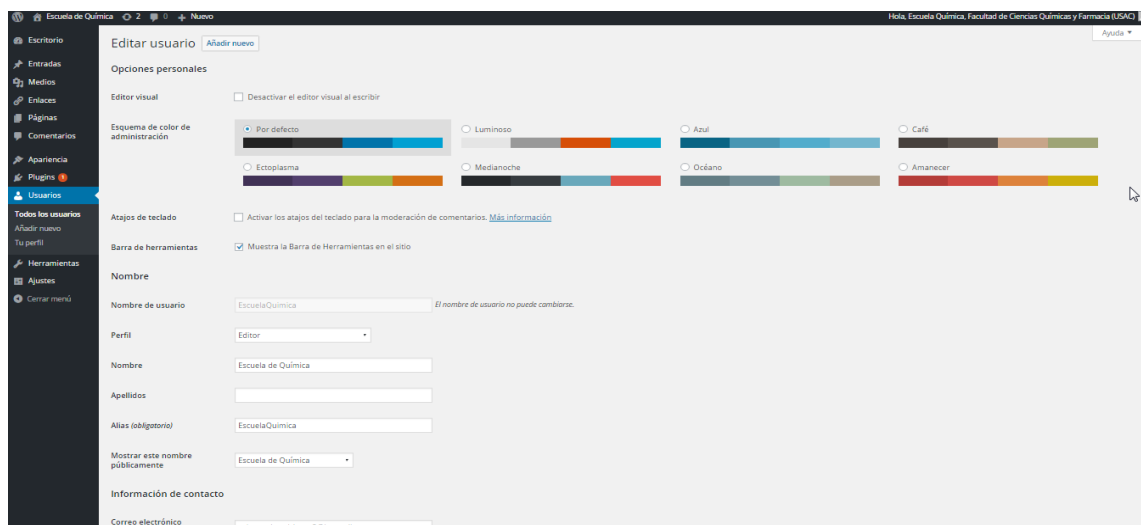 Escuela de Química 2 0 + Nuevo
Hola, Escuela Química, Facultad de Ciencias Químicas y Farmacia (USAC)
Ayuda
Escritorio
Entradas
Medios
Enlaces
Páginas
Comentarios
Apariencia
Plugins 1
Usuarios
Todos los usuarios
Añadir nuevo
Tu perfil
Herramientas
Ajustes
Cerrar menú
Editar usuario Añadir nuevo
Opciones personales
Editor visual Desactivar el editor visual al escribir
Esquema de color de
administración
Por defecto Luminoso Azul Café
Ectoplasma Medianoche Océano Amanecer
Atajos de teclado Activar los atajos del teclado para la moderación de comentarios. Más información
Barra de herramientas Muestra la Barra de Herramientas en el sitio
Nombre
Nombre de usuario EscuelaQuimica El nombre de usuario no puede cambiarse.
Perfil Editor
Nombre Escuela de Química
Apellidos
Alias (obligatorio) EscuelaQuimica
Mostrar este nombre
públicamente
Escuela de Química
Información de contacto
Correo electrónico